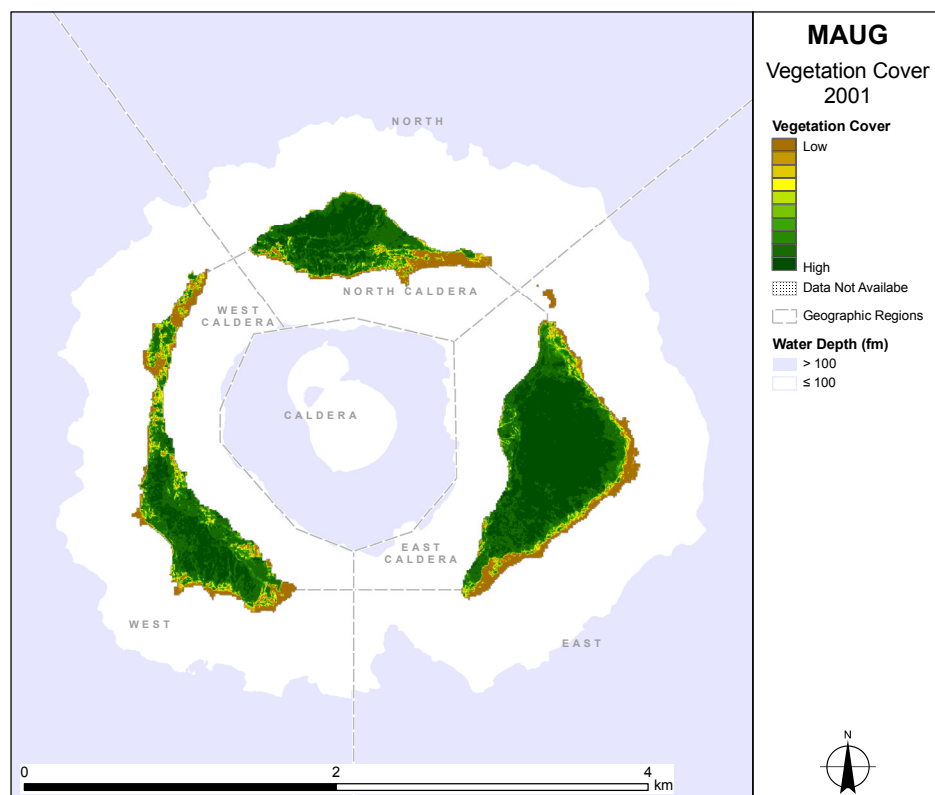 NORTH
NORTH CALDERA
WEST
CALDERA
CALDERA
EAST
CALDERA
WEST
EAST
0
2
4
km
MAUG
Vegetation Cover
2001
Vegetation Cover
Low
High
Data Not Availabe
Geographic Regions
Water Depth (fm)
> 100
≤ 100
N